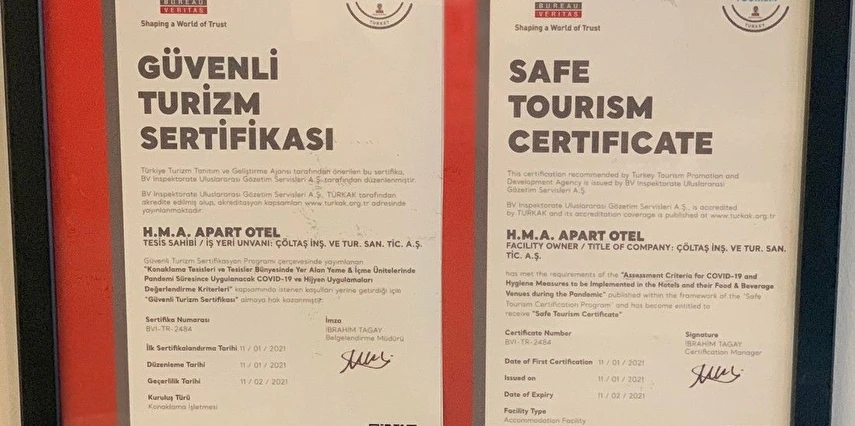 BUREAU
VERITAS
Shaping a World of Trust
TURKEY
GÜVENLİ
TURİZM
SERTİFİKASI
Türkiye Turizm Tanıtım ve Geliştirme Ajansı tarafından önerilen bu sertifika,
BV Inspektorate Uluslararası Gözetim Servisleri A.Ş. tarafından düzenlenmiştir.
BV Inspektorate Uluslararası Gözetim Servisleri A.Ş., TÜRKAK tarafından
akredite edilmiş olup, akreditasyon kapsamları www.turkak.org.tr adresinde
yayınlanmaktadır.
H.M.A. APART OTEL
TESİS SAHİBİ / İŞ YERİ UNVANI: ÇÖLTAŞ İNŞ. VE TUR. SAN. TİC. A.Ş.
Güvenli Turizm Sertifikasyon Programı çerçevesinde yayımlanan
"Konaklama Tesisleri ve Tesisler Bünyesinde Yer Alan Yeme & İçme Ünitelerinde
Pandemi Süresince Uygulanacak COVID-19 ve Hijyen Uygulamaları
Değerlendirme Kriterleri" kapsamında istenen koşulları yerine getirdiği için
"Güvenli Turizm Sertifikası" almaya hak kazanmıştır.
Sertifika Numarası
BVI-TR-2484
İmza
İBRAHİM TAGAY
Belgelendirme Müdürü
İlk Sertifikalandırma Tarihi 11 / 01 / 2021
Düzenleme Tarihi 11 / 01 / 2021
Geçerlilik Tarihi 11 / 02 / 2021
Kuruluş Türü
Konaklama İşletmesi
BUREAU
VERITAS
Shaping a World of Trust
TURKEY
SAFE
TOURISM
CERTIFICATE
This certification recommended by Turkey Tourism Promotion and
Development Agency is issued by BV Inspektorate Uluslararası
Gözetim Servisleri A.Ş.
BV Inspektorate Uluslararası Gözetim Servisleri A.Ş., is accredited
by TURKAK and its accreditation coverage is published at www.turkak.org.tr
H.M.A. APART OTEL
FACILITY OWNER / TITLE OF COMPANY: ÇÖLTAŞ İNŞ. VE TUR. SAN.
TİC. A.Ş.
has met the requirements of the "Assessment Criteria for COVID-19 and
Hygiene Measures to be Implemented in the Hotels and their Food & Beverage
Venues during the Pandemic" published within the framework of the "Safe
Tourism Certification Program" and has become entitled to
receive "Safe Tourism Certificate"
Certificate Number
BVI-TR-2484
Signature
İBRAHİM TAGAY
Certification Manager
Date of First Certification 11 / 01 / 2021
Issued on 11 / 01 / 2021
Date of Expiry 11 / 02 / 2021
Facility Type
Accommodation Facility